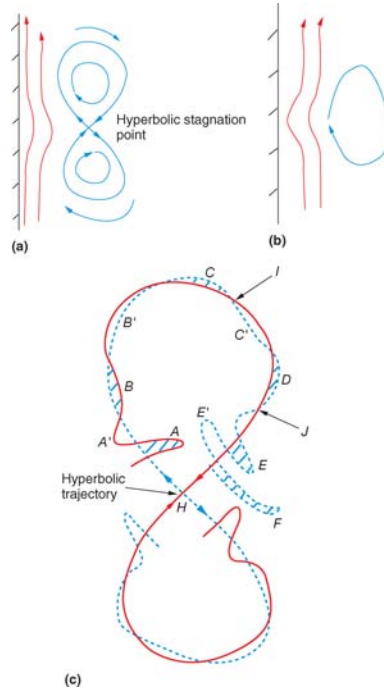 Hyperbolic stagnation
point
(a)
(b)
C
I
B'
C'
B
D
E'
A'
A
J
E
Hyperbolic
trajectory
H
F
(c)